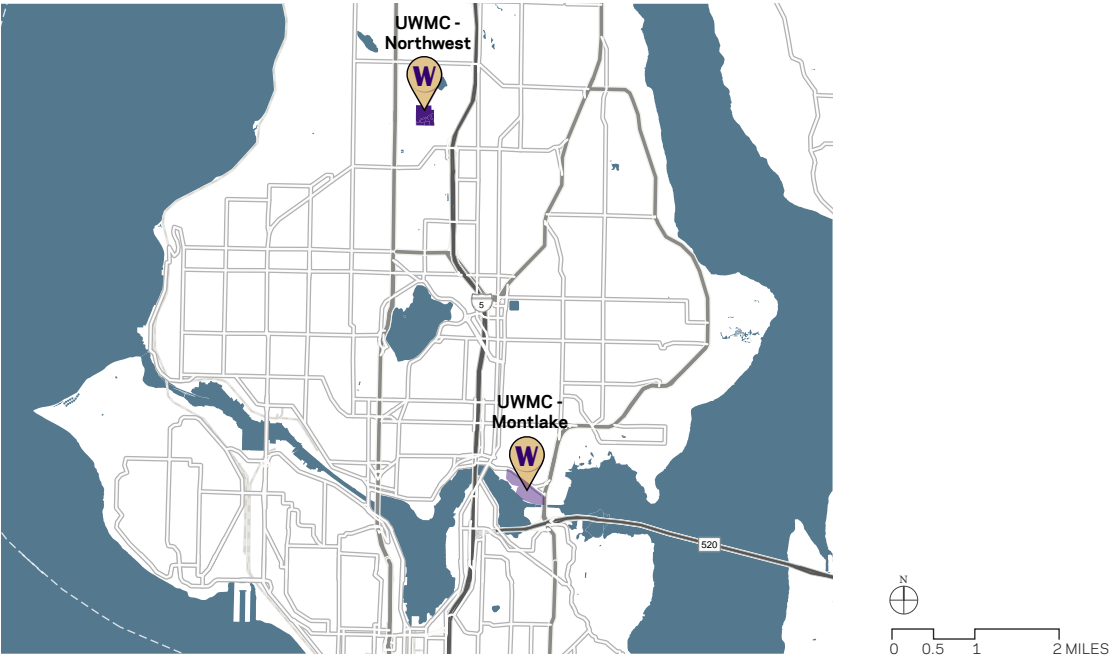 UWMC -
Northwest
W
5
UWMC -
Montlake
W
520
N
0 0.5 1 2 MILES